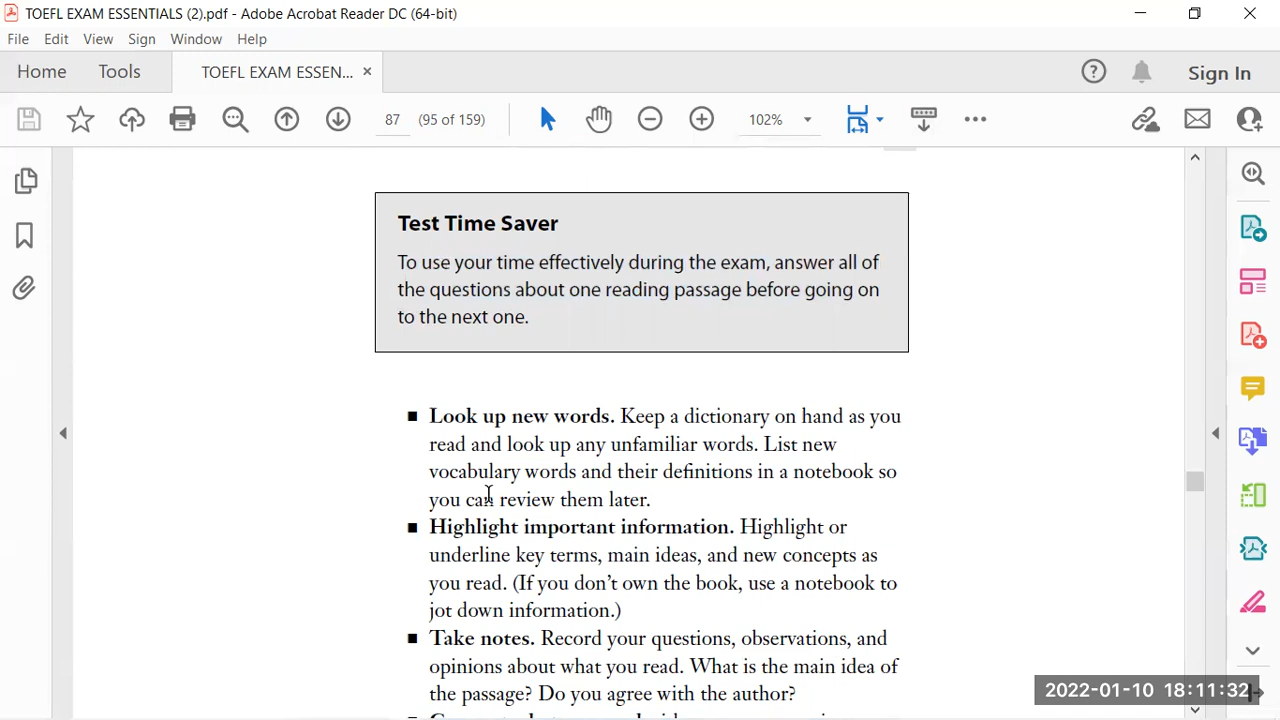 TOEFL EXAM ESSENTIALS (2).pdf - Adobe Acrobat Reader DC (64-bit)
File Edit View Sign Window Help
Home Tools TOEFL EXAM ESSEN... × Sign In
87 (95 of 159) 102%
Test Time Saver
To use your time effectively during the exam, answer all of
the questions about one reading passage before going on
to the next one.
■ Look up new words. Keep a dictionary on hand as you
read and look up any unfamiliar words. List new
vocabulary words and their definitions in a notebook so
you can review them later.
■ Highlight important information. Highlight or
underline key terms, main ideas, and new concepts as
you read. (If you don’t own the book, use a notebook to
jot down information.)
■ Take notes. Record your questions, observations, and
opinions about what you read. What is the main idea of
the passage? Do you agree with the author?
2022-01-10 18:11:32